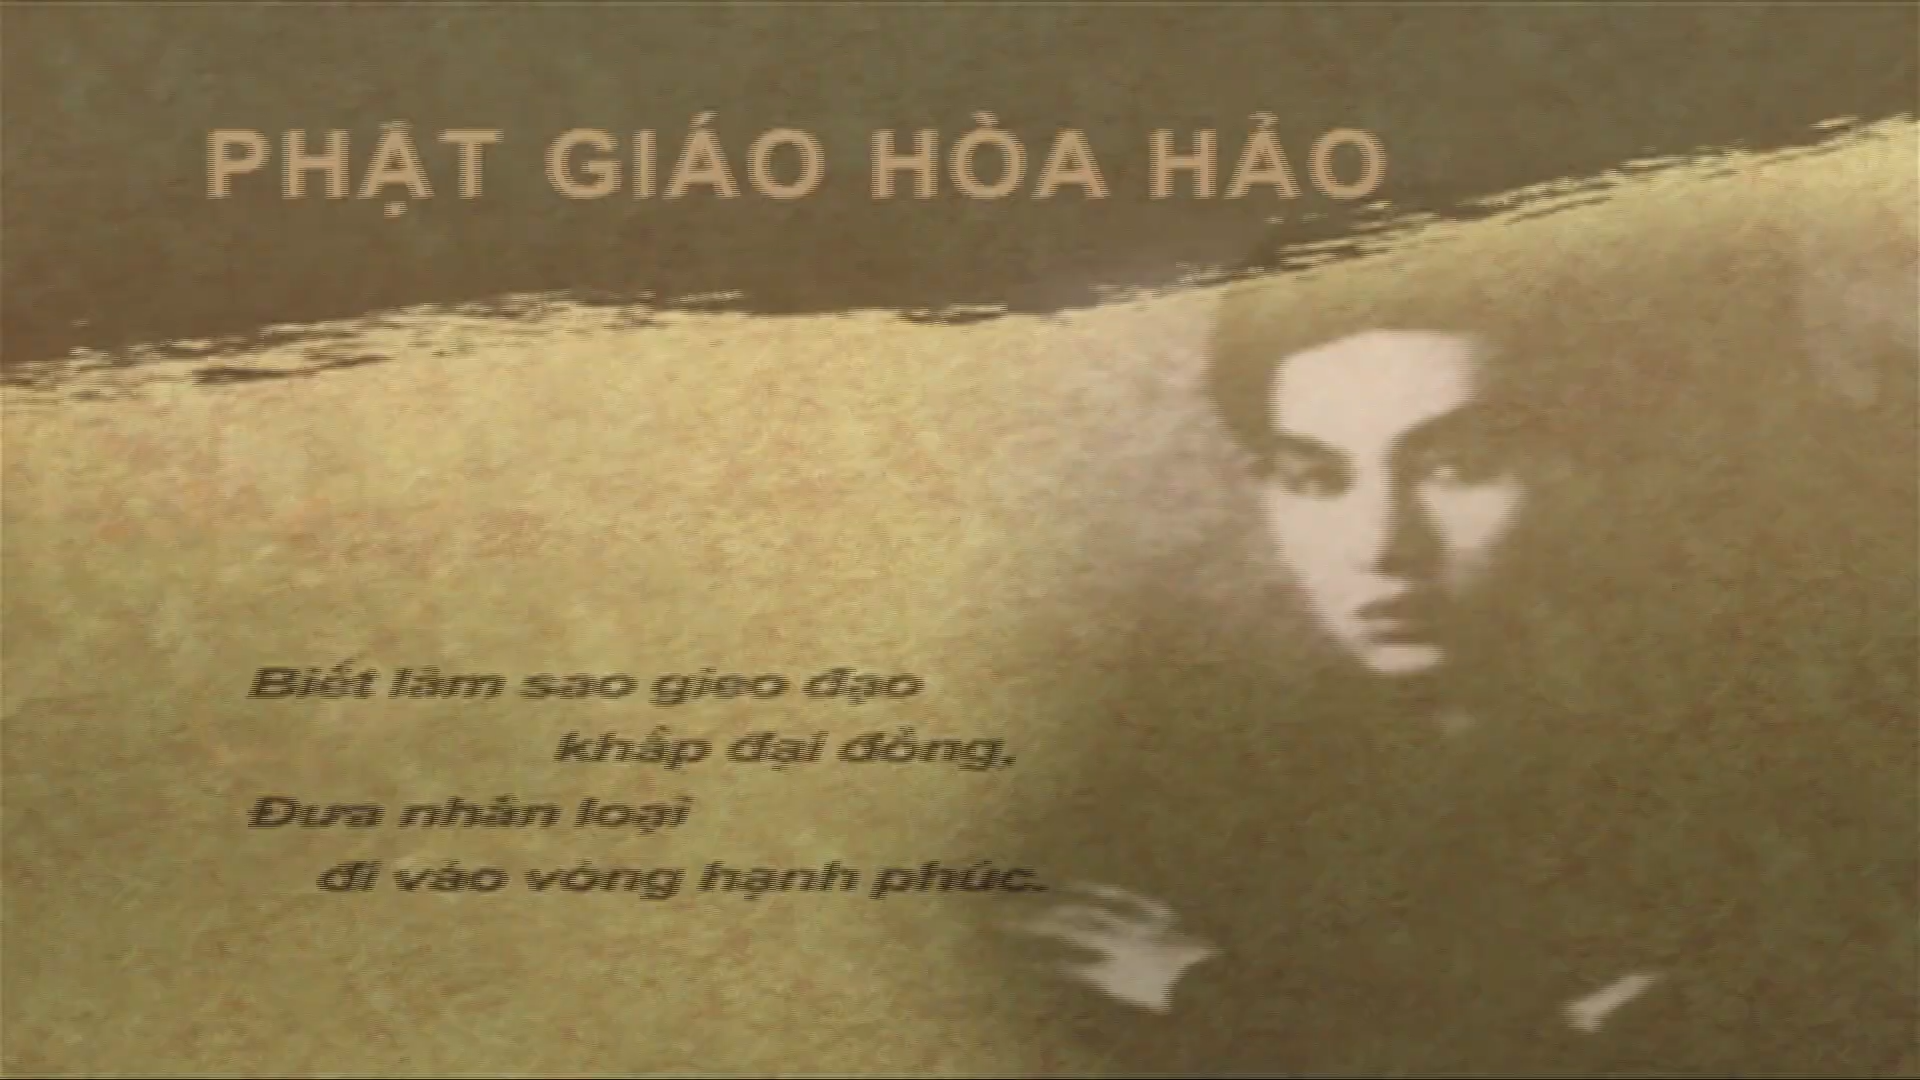 PHẬT GIÁO HÒA HẢO
Biết làm sao gieo đạo
khắp đại đồng,
Đưa nhân loại
đi vào vòng hạnh phúc.